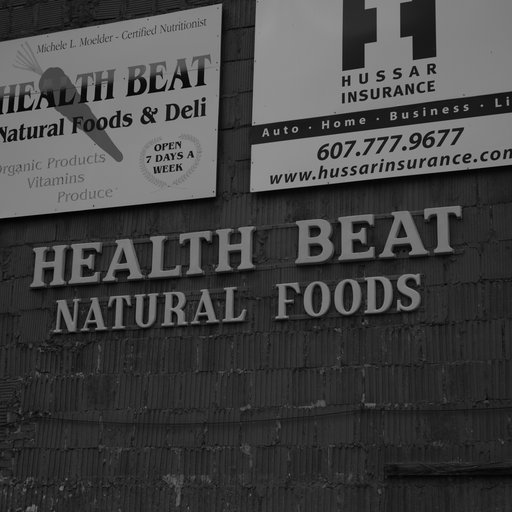 Michele L. Moelder - Certified Nutritionist
HEALTH BEAT
Natural Foods & Deli
Organic Products
Vitamins
Produce
OPEN
7 DAYS A
WEEK
H
HUSSAR
INSURANCE
Auto · Home · Business · Li
607.777.9677
www.hussarinsurance.com
HEALTH BEAT
NATURAL FOODS